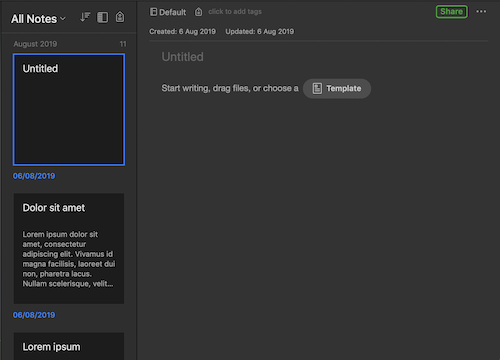 All Notes
August 2019 11
Untitled
06/08/2019
Dolor sit amet
Lorem ipsum dolor sit
amet, consectetur
adipiscing elit. Vivamus id
magna facilisis, laoreet dui
non, pharetra lacus.
Nullam scelerisque, velit...
06/08/2019
Lorem ipsum
Default click to add tags
Share
Created: 6 Aug 2019 Updated: 6 Aug 2019
Untitled
Start writing, drag files, or choose a Template